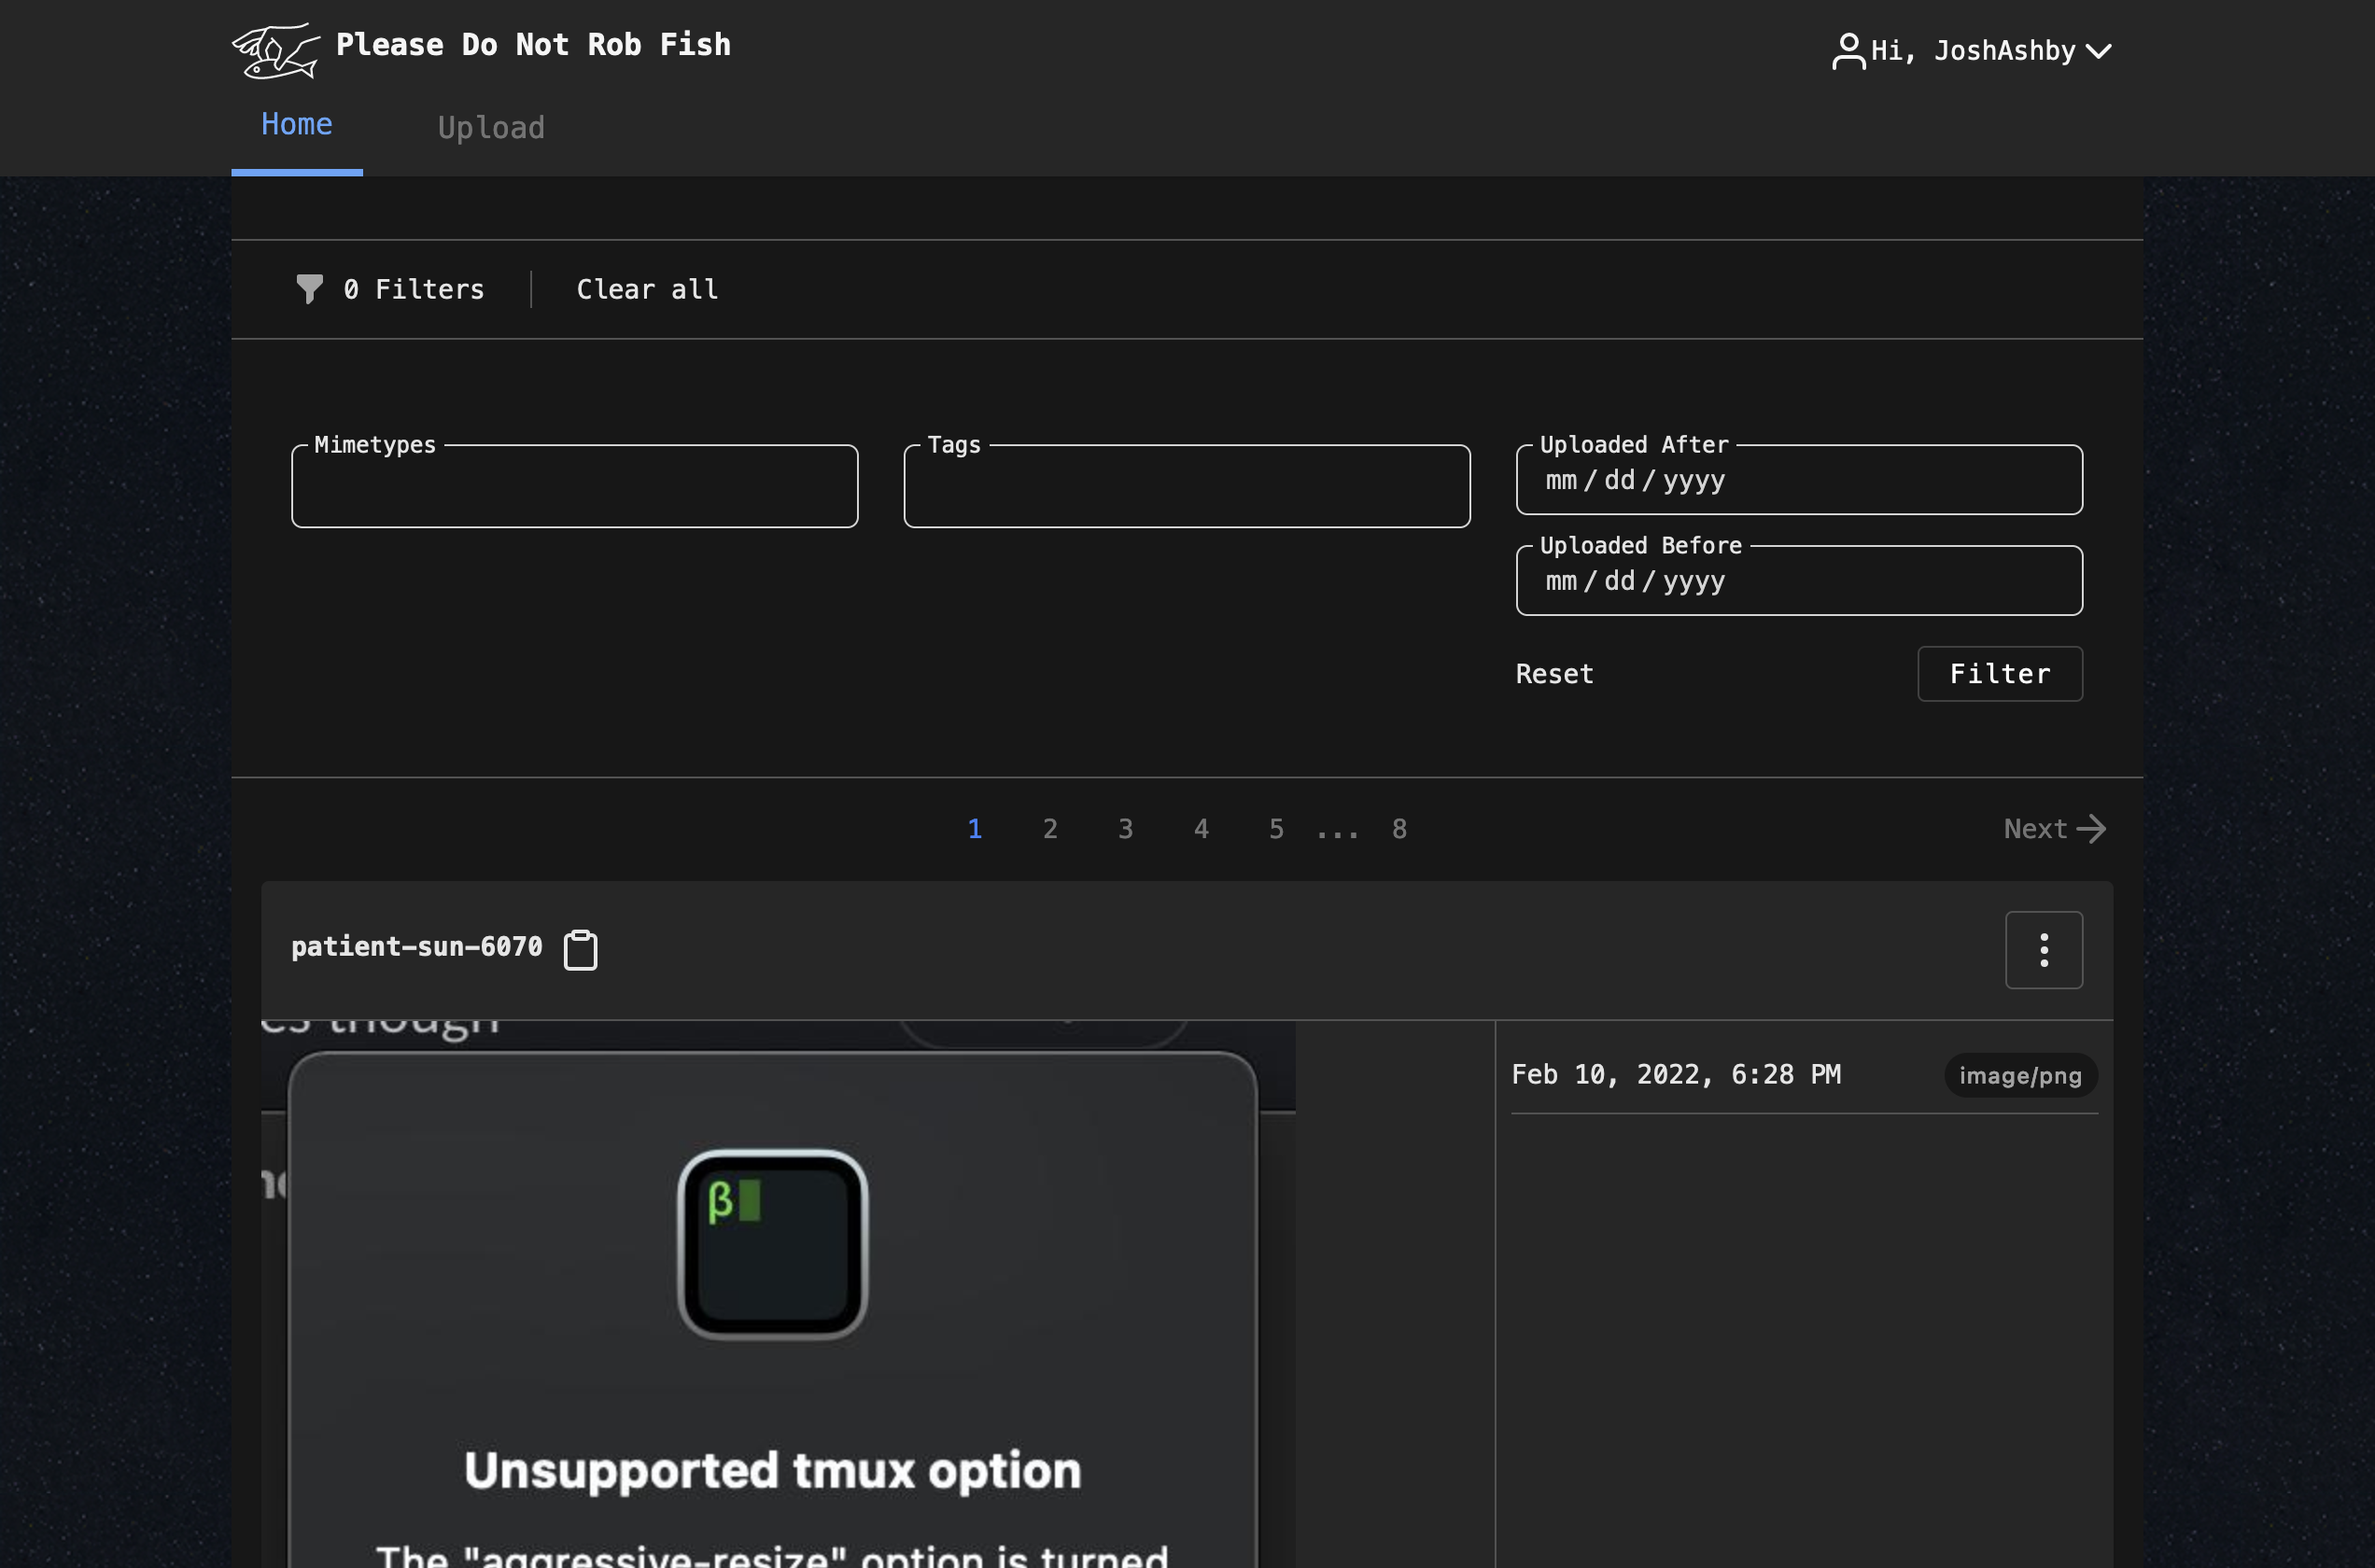 Please Do Not Rob Fish
Hi, JoshAshby
Home
Upload
0 Filters
Clear all
Mimetypes
Tags
Uploaded After
mm/dd/yyyy
Uploaded Before
mm/dd/yyyy
Reset
Filter
1 2 3 4 5 ... 8
Next
patient-sun-6070
though
Feb 10, 2022, 6:28 PM
image/png
β
Unsupported tmux option
The "aggressive-resize" option is turned